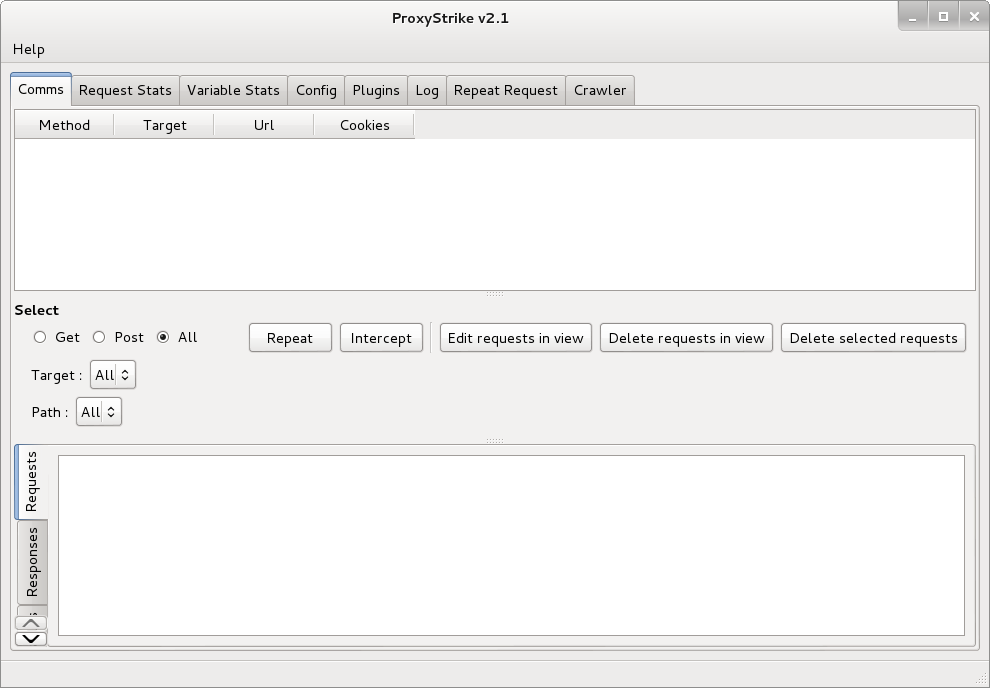 ProxyStrike v2.1
Help
Comms Request Stats Variable Stats Config Plugins Log Repeat Request Crawler
Method Target Url Cookies
Select
Get Post All Repeat Intercept Edit requests in view Delete requests in view Delete selected requests
Target : All
Path : All
Requests
Responses